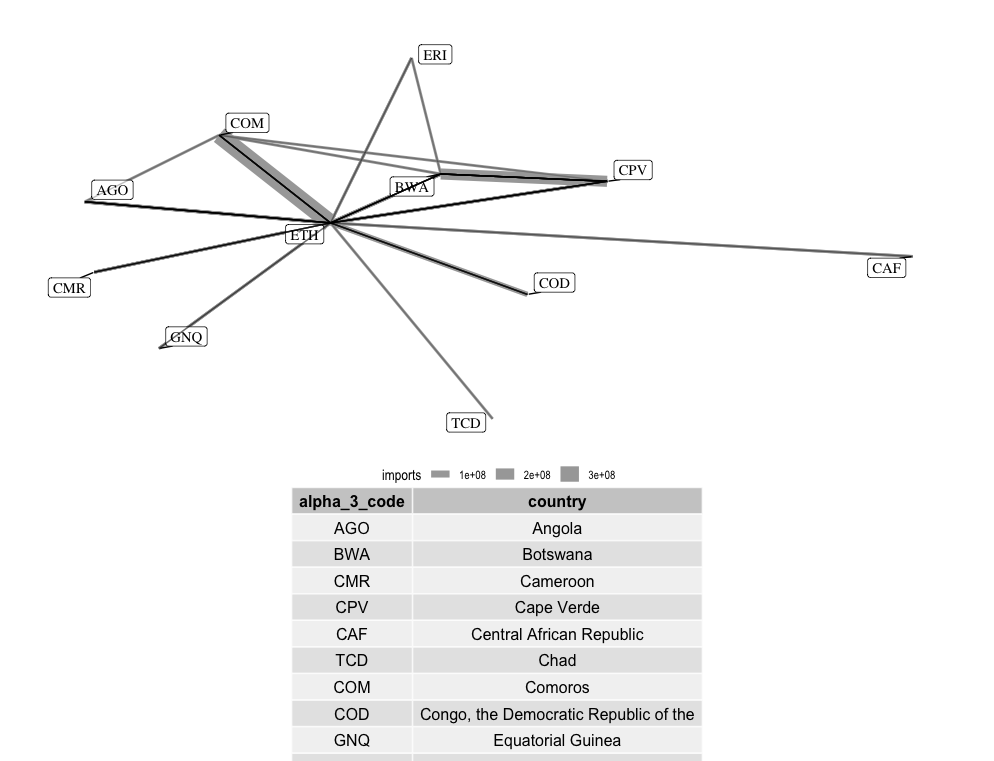 ERI
COM
CPV
AGO
BWA
ETH
CAF
COD
CMR
GNQ
TCD
imports 1e+08 2e+08 3e+08
alpha_3_code country
AGO Angola
BWA Botswana
CMR Cameroon
CPV Cape Verde
CAF Central African Republic
TCD Chad
COM Comoros
COD Congo, the Democratic Republic of the
GNQ Equatorial Guinea